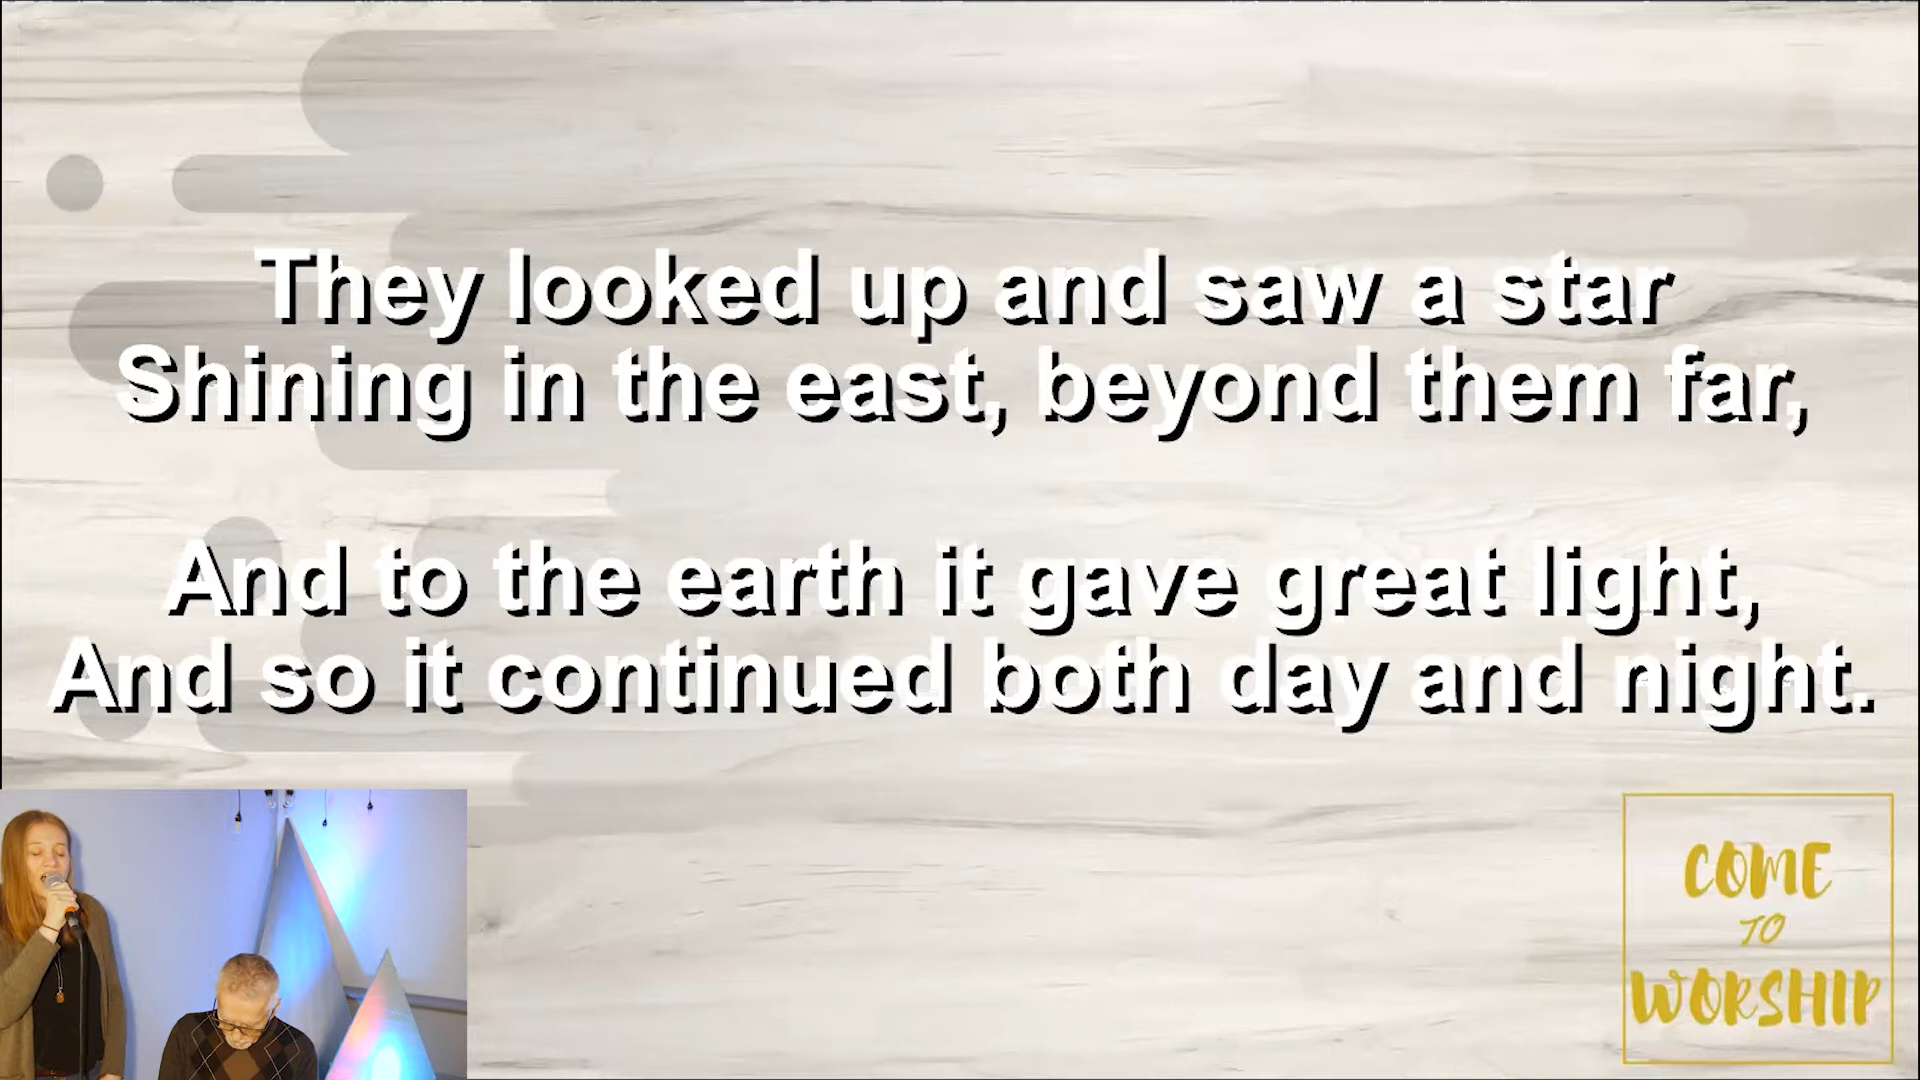 They looked up and saw a star
Shining in the east, beyond them far,
And to the earth it gave great light,
And so it continued both day and night.
COME
TO
WORSHIP